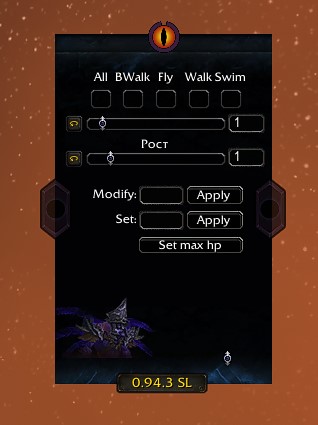 All BWalk Fly Walk Swim
1
Рост
1
Modify: Apply
Set: Apply
Set max hp
0.94.3 SL